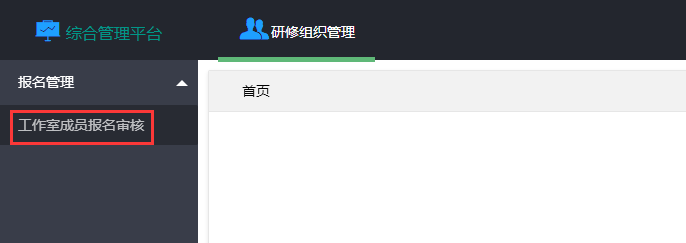 综合管理平台
研修组织管理
报名管理
首页
工作室成员报名审核